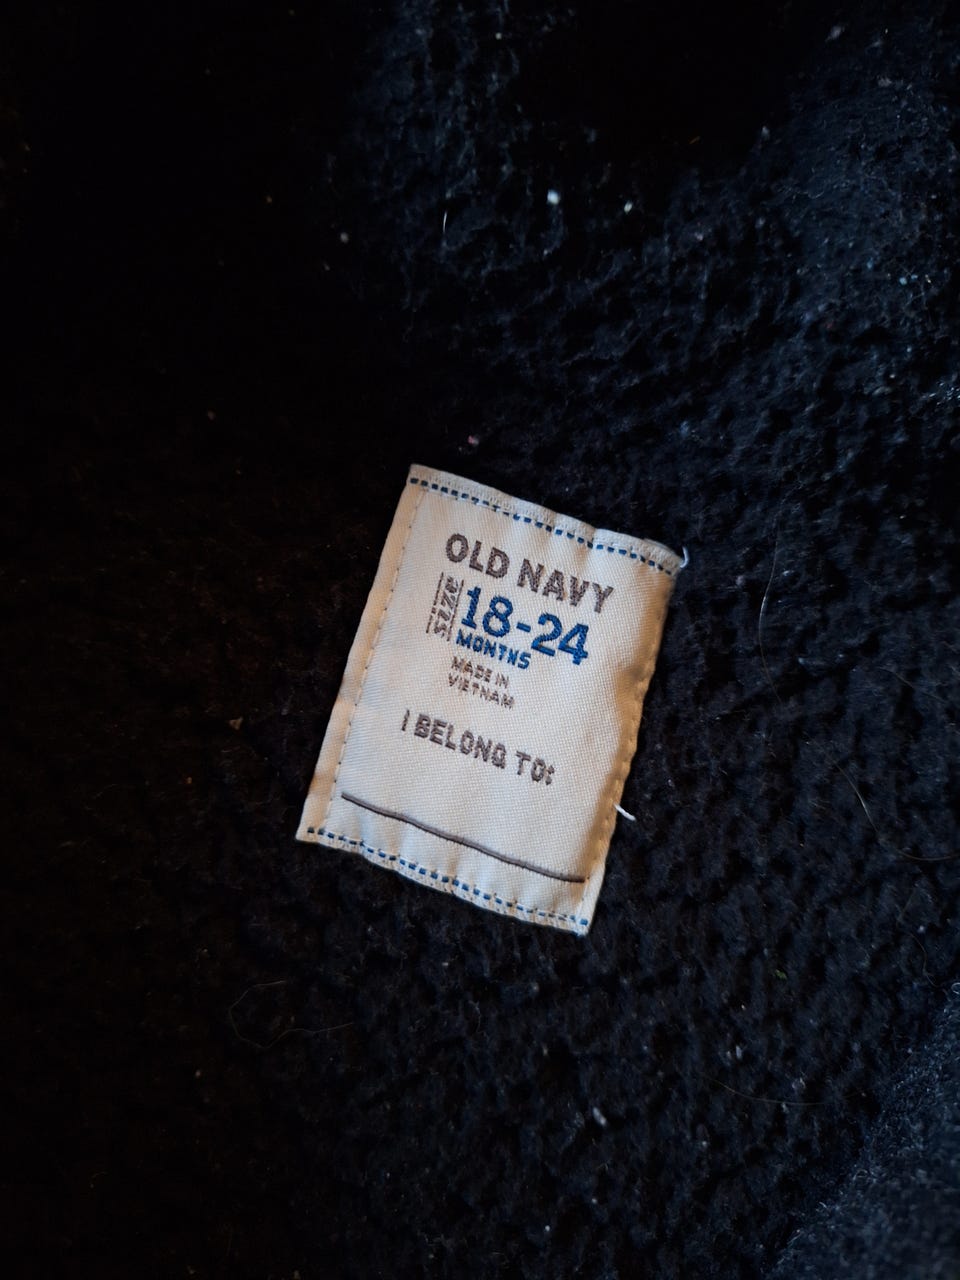 OLD NAVY
SIZE 18-24
MONTHS
MADE IN
VIETNAM
I BELONG TO: